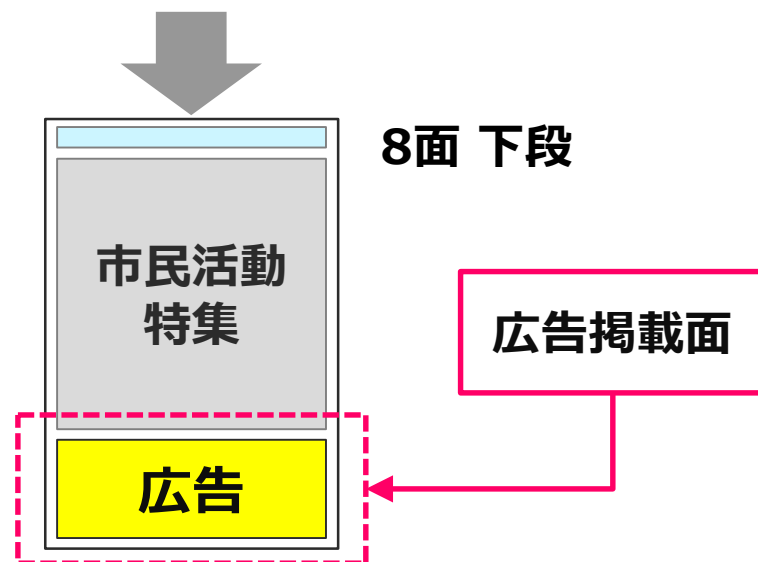 8面 下段
市民活動
特集
広告掲載面
広告